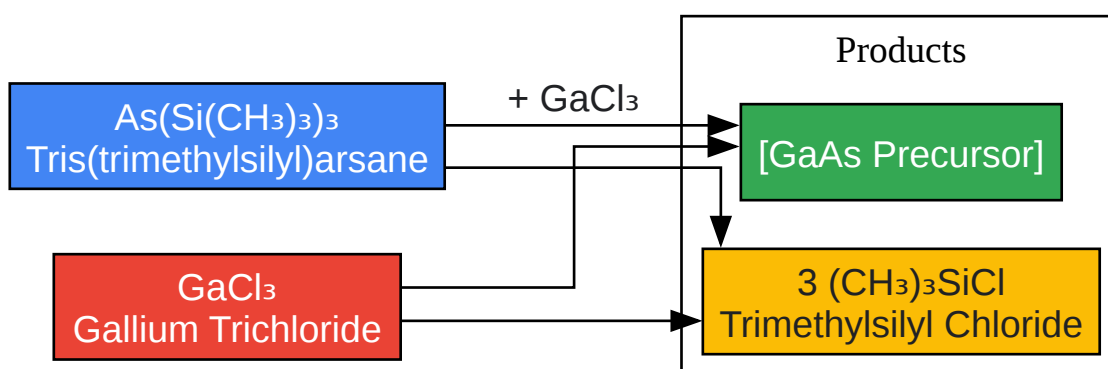 Products
As(Si(CH₃)₃)₃
Tris(trimethylsilyl)arsane
+ GaCl₃
[GaAs Precursor]
GaCl₃
Gallium Trichloride
3 (CH₃)₃SiCl
Trimethylsilyl Chloride